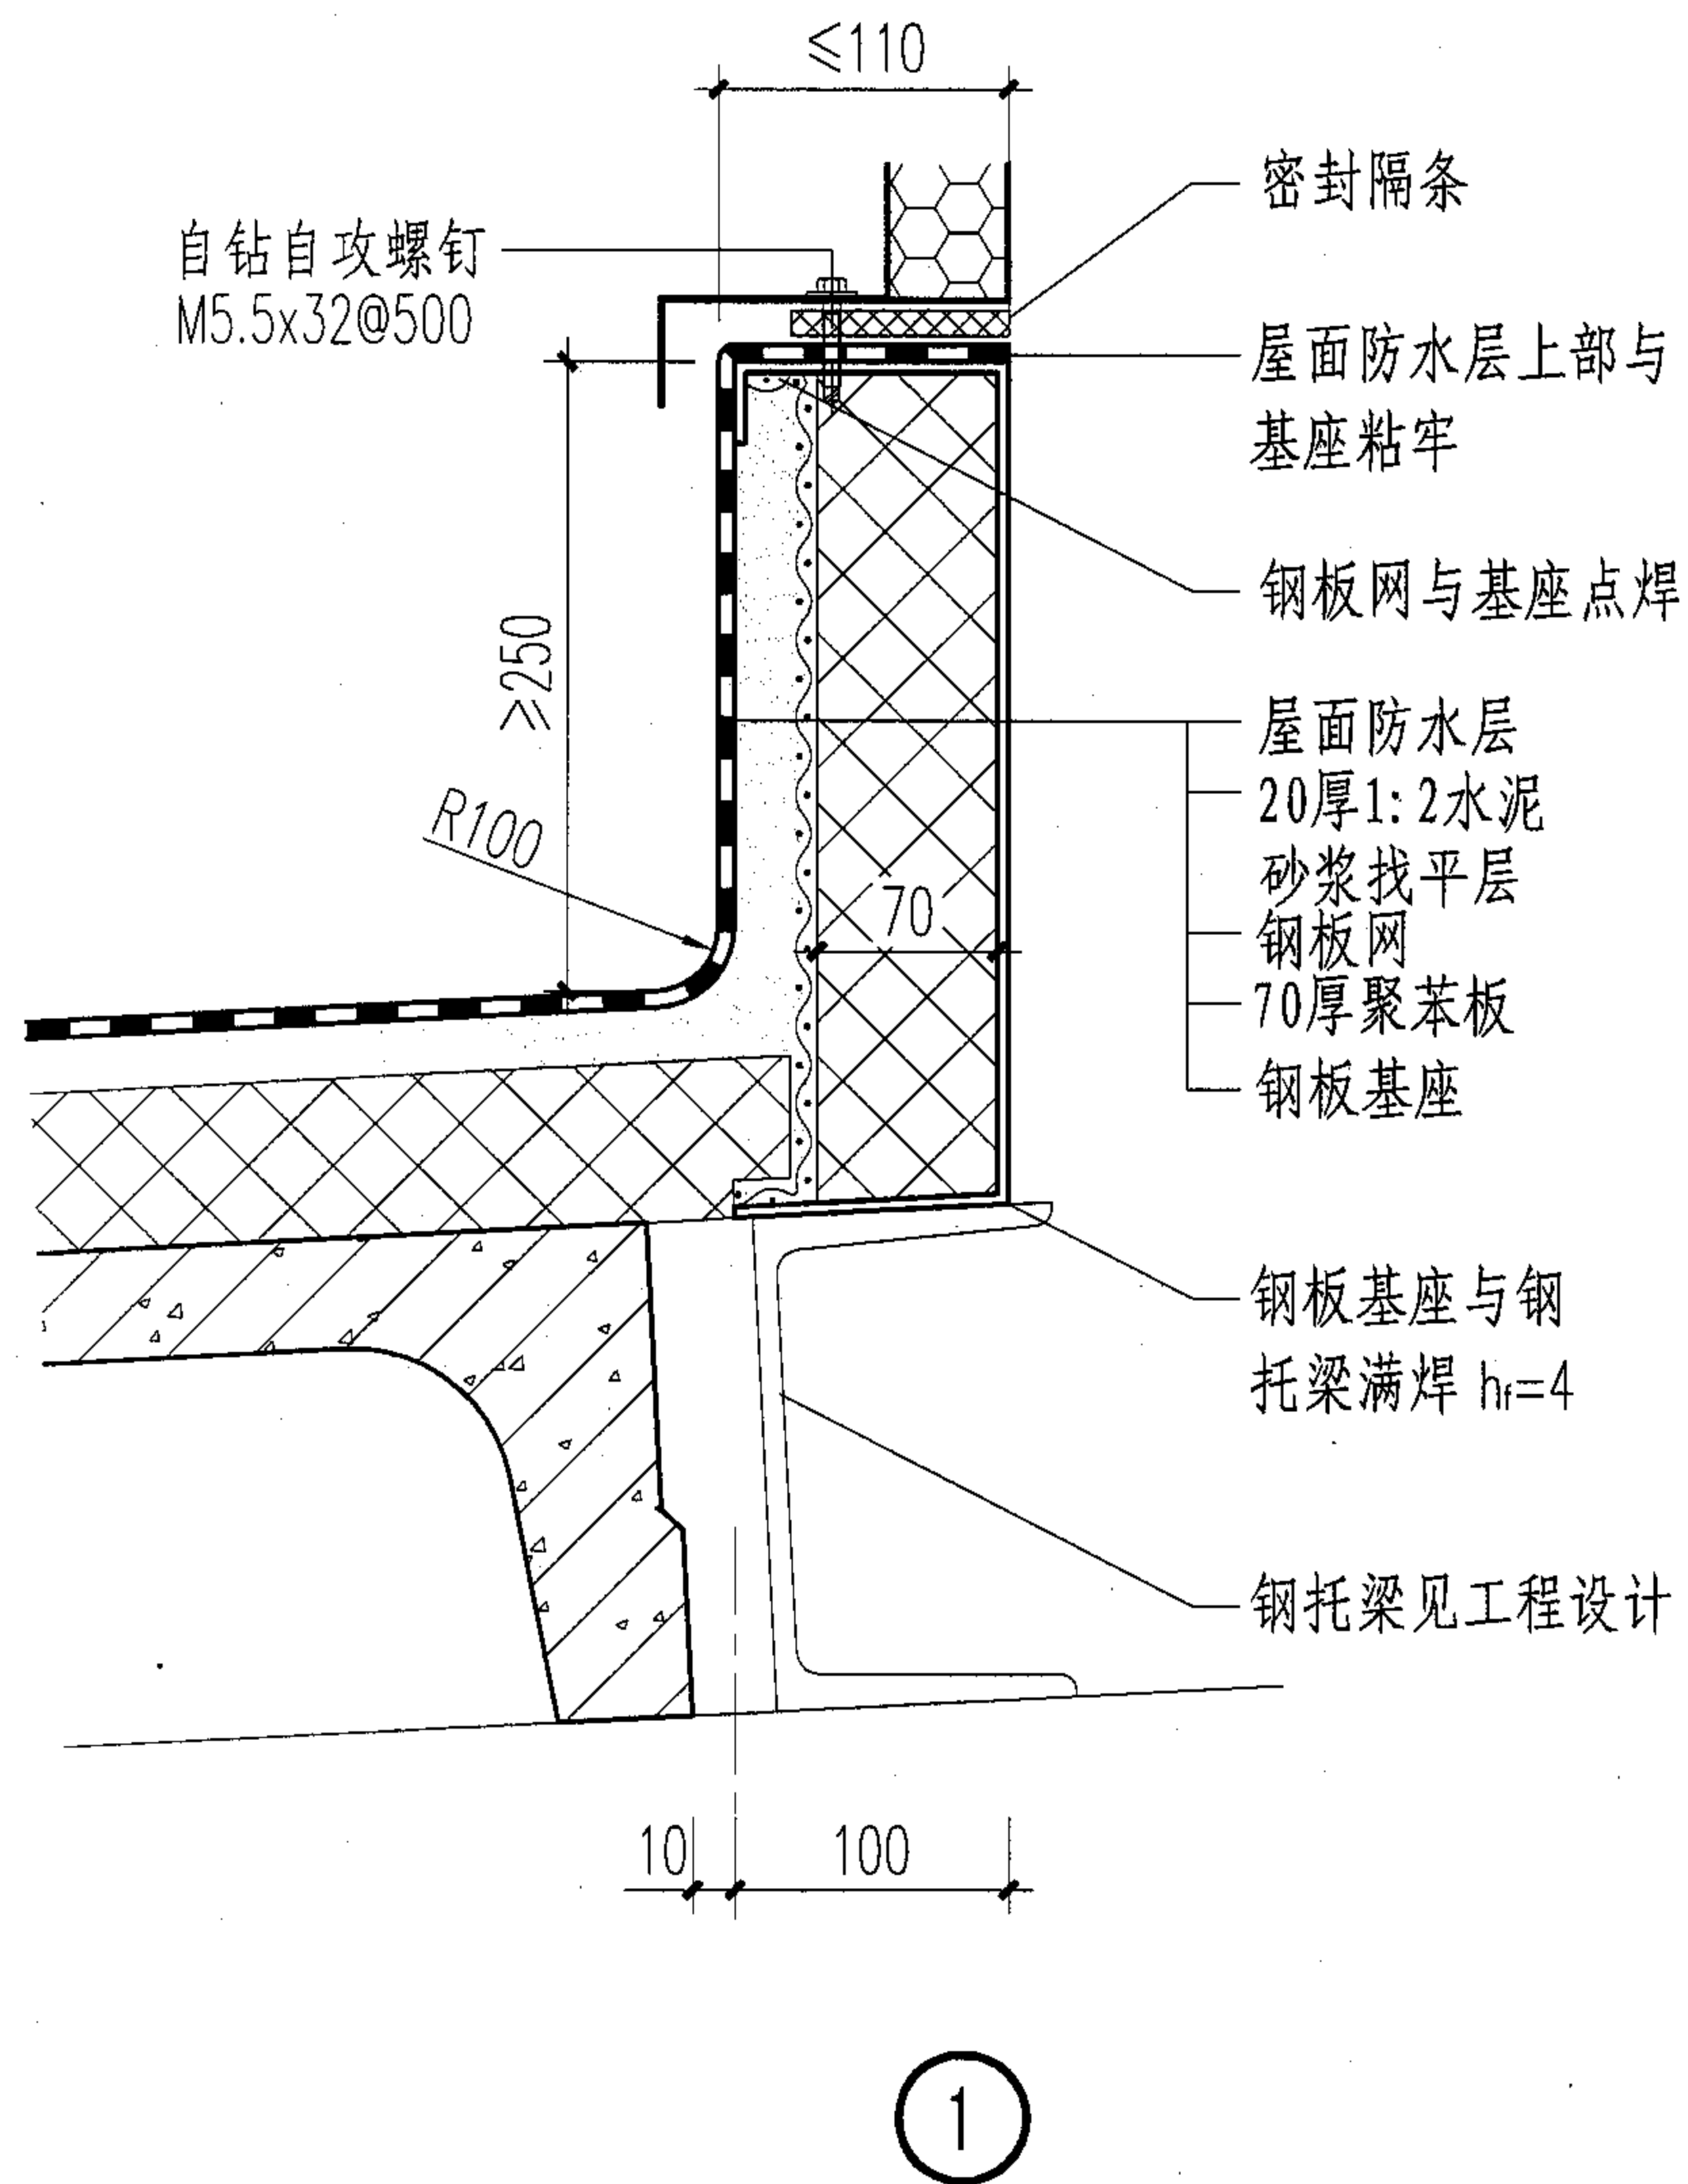 ≤110
密封隔条
自钻自攻螺钉
M5.5x32@500
屋面防水层上部与
基座粘牢
钢板网与基座点焊
≥250
屋面防水层
20厚1:2水泥
砂浆找平层
钢板网
70厚聚苯板
钢板基座
R100
70
钢板基座与钢
托梁满焊 hf=4
钢托梁见工程设计
10
100
1